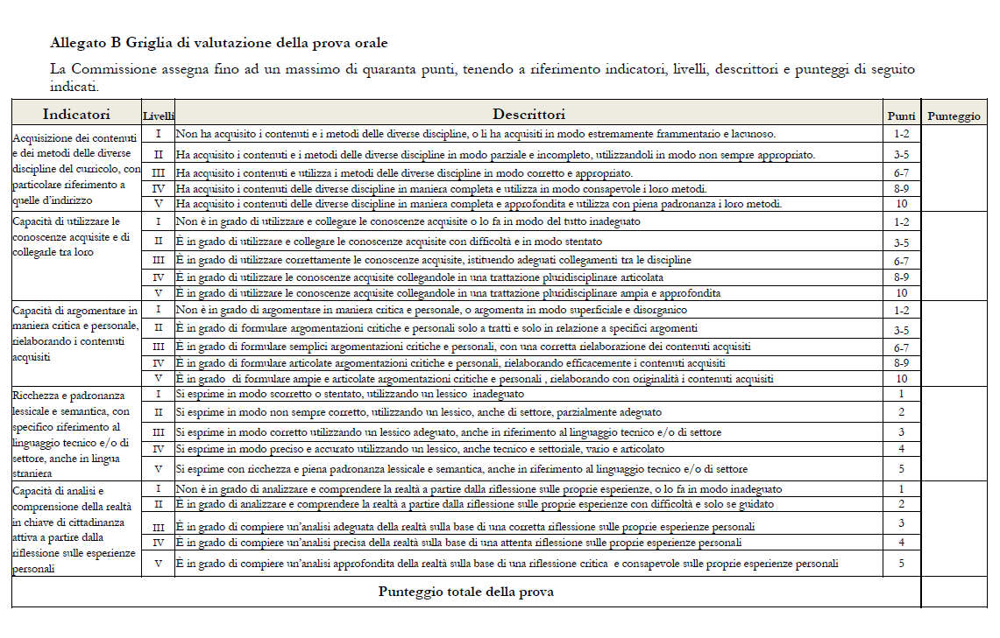 Allegato B Griglia di valutazione della prova orale
La Commissione assegna fino ad un massimo di quaranta punti, tenendo a riferimento indicatori, livelli, descrittori e punteggi di seguito
indicati.
Indicatori Livelli Descrittori Punti Punteggio
Acquisizione dei contenuti
e dei metodi delle diverse
discipline del curricolo, con
particolare riferimento a
quelle d'indirizzo
I Non ha acquisito i contenuti e i metodi delle diverse discipline, o li ha acquisiti in modo estremamente frammentario e lacunoso. 1-2
II Ha acquisito i contenuti e i metodi delle diverse discipline in modo parziale e incompleto, utilizzandoli in modo non sempre appropriato. 3-5
III Ha acquisito i contenuti e utilizza i metodi delle diverse discipline in modo corretto e appropriato. 6-7
IV Ha acquisito i contenuti delle diverse discipline in maniera completa e utilizza in modo consapevole i loro metodi. 8-9
V Ha acquisito i contenuti delle diverse discipline in maniera completa e approfondita e utilizza con piena padronanza i loro metodi. 10
Capacità di utilizzare le
conoscenze acquisite e di
collegarle tra loro
I Non è in grado di utilizzare e collegare le conoscenze acquisite o lo fa in modo del tutto inadeguato 1-2
II È in grado di utilizzare e collegare le conoscenze acquisite con difficoltà e in modo stentato 3-5
III È in grado di utilizzare correttamente le conoscenze acquisite, istituendo adeguati collegamenti tra le discipline 6-7
IV È in grado di utilizzare le conoscenze acquisite collegandole in una trattazione pluridisciplinare articolata 8-9
V È in grado di utilizzare le conoscenze acquisite collegandole in una trattazione pluridisciplinare ampia e approfondita 10
Capacità di argomentare in
maniera critica e personale,
rielaborando i contenuti
acquisiti
I Non è in grado di argomentare in maniera critica e personale, o argomenta in modo superficiale e disorganico 1-2
II È in grado di formulare argomentazioni critiche e personali solo a tratti e solo in relazione a specifici argomenti 3-5
III È in grado di formulare semplici argomentazioni critiche e personali, con una corretta rielaborazione dei contenuti acquisiti 6-7
IV È in grado di formulare articolate argomentazioni critiche e personali, rielaborando efficacemente i contenuti acquisiti 8-9
V È in grado di formulare ampie e articolate argomentazioni critiche e personali , rielaborando con originalità i contenuti acquisiti 10
Ricchezza e padronanza
lessicale e semantica, con
specifico riferimento al
linguaggio tecnico e/o di
settore, anche in lingua
straniera
I Si esprime in modo scorretto o stentato, utilizzando un lessico inadeguato 1
II Si esprime in modo non sempre corretto, utilizzando un lessico, anche di settore, parzialmente adeguato 2
III Si esprime in modo corretto utilizzando un lessico adeguato, anche in riferimento al linguaggio tecnico e/o di settore 3
IV Si esprime in modo preciso e accurato utilizzando un lessico, anche tecnico e settoriale, vario e articolato 4
V Si esprime con ricchezza e piena padronanza lessicale e semantica, anche in riferimento al linguaggio tecnico e/o di settore 5
Capacità di analisi e
comprensione della realtà
in chiave di cittadinanza
attiva a partire dalla
riflessione sulle esperienze
personali
I Non è in grado di analizzare e comprendere la realtà a partire dalla riflessione sulle proprie esperienze, o lo fa in modo inadeguato 1
II È in grado di analizzare e comprendere la realtà a partire dalla riflessione sulle proprie esperienze con difficoltà e solo se guidato 2
III È in grado di compiere un'analisi adeguata della realtà sulla base di una corretta riflessione sulle proprie esperienze personali 3
IV È in grado di compiere un'analisi precisa della realtà sulla base di una attenta riflessione sulle proprie esperienze personali 4
V È in grado di compiere un'analisi approfondita della realtà sulla base di una riflessione critica e consapevole sulle proprie esperienze personali 5
Punteggio totale della prova